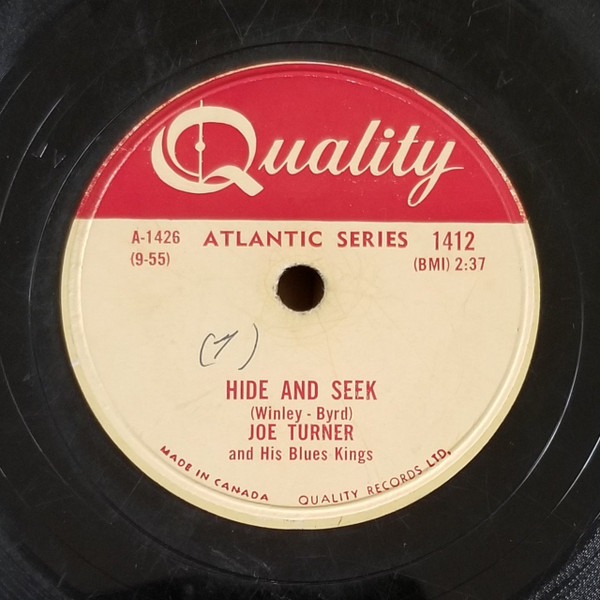 Quality
A-1426 ATLANTIC SERIES 1412
(9-55) (BMI) 2:37
(1)
HIDE AND SEEK
(Winley - Byrd)
JOE TURNER
and His Blues Kings
MADE IN CANADA QUALITY RECORDS LTD.